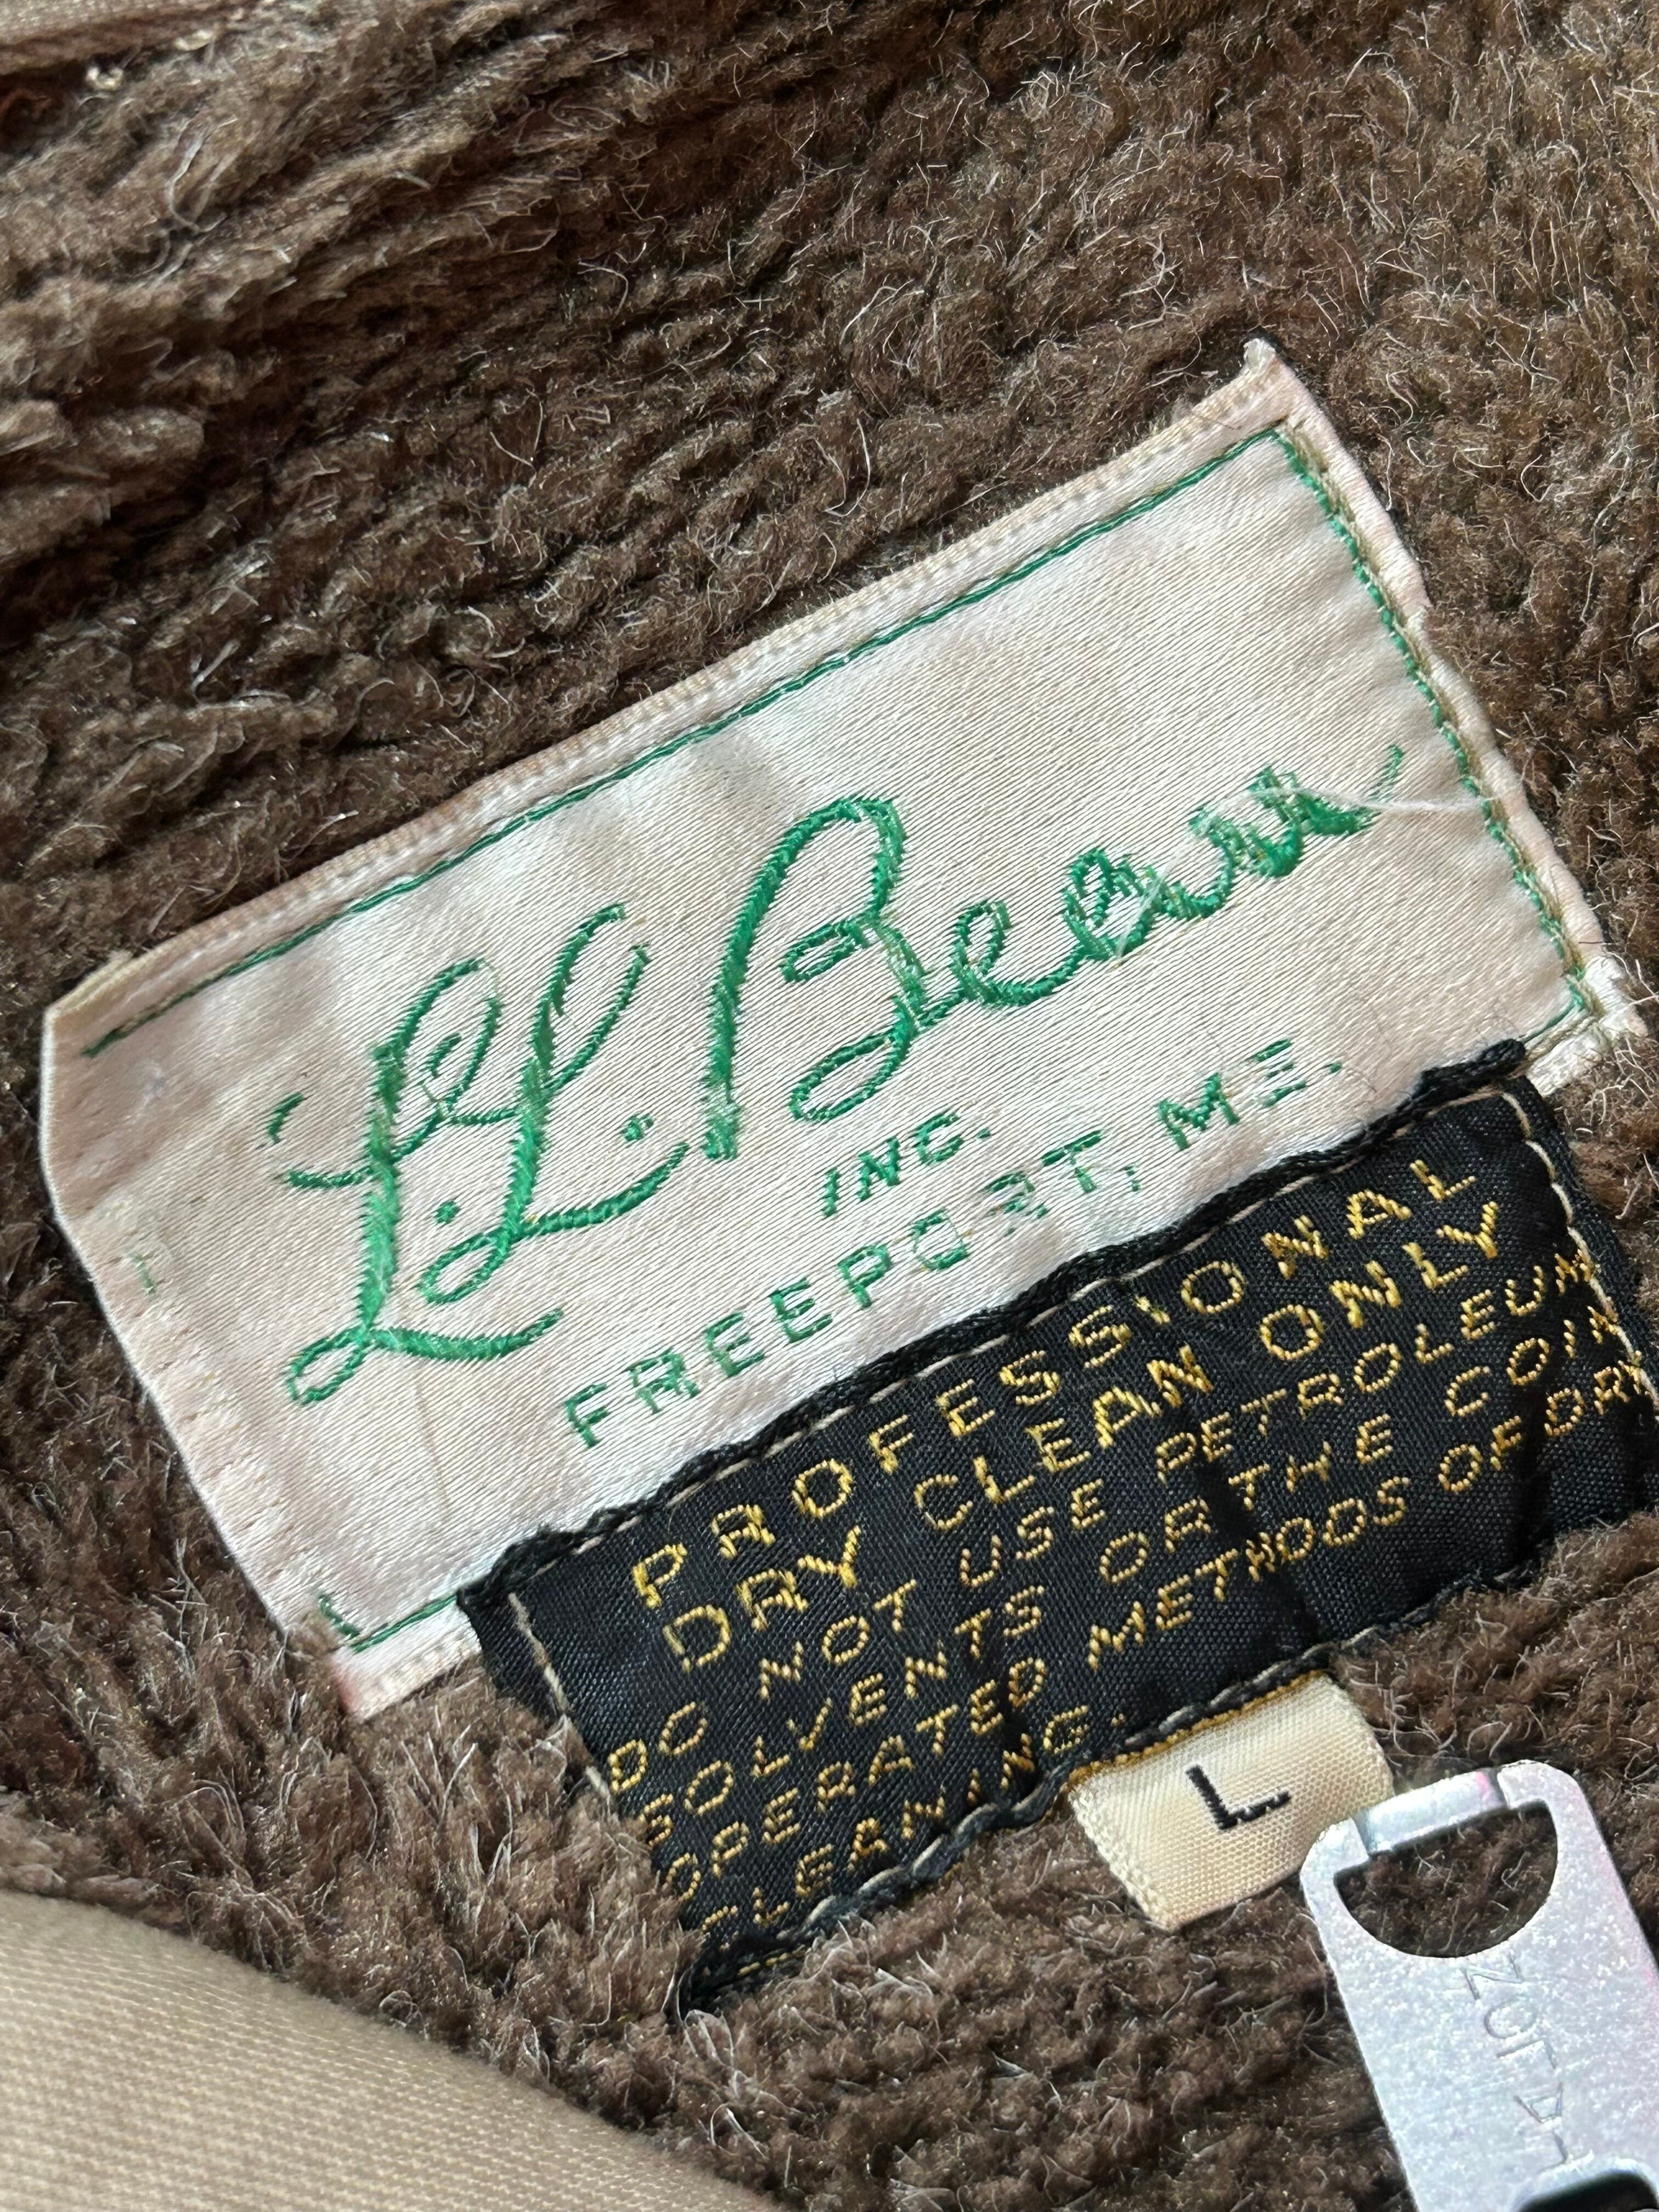 L.L. Bean
INC.
FREEPORT, ME.
PROFESSIONAL
DRY CLEAN ONLY
DO NOT USE PETROLEUM
SOLVENTS OR THE COIN
OPERATED METHODS OF DRY
CLEANING.
L